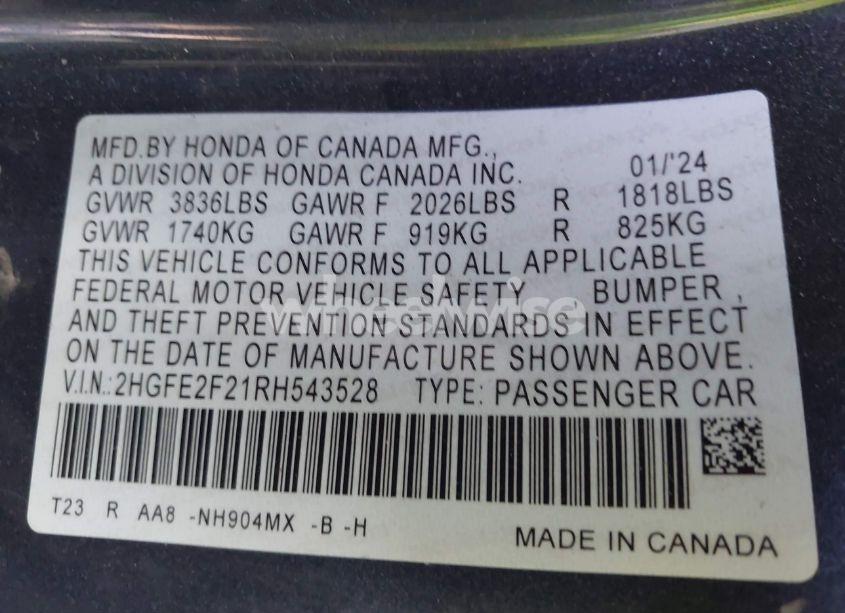 MFD.BY HONDA OF CANADA MFG.,
A DIVISION OF HONDA CANADA INC. 01/'24
GVWR 3836LBS GAWR F 2026LBS R 1818LBS
GVWR 1740KG GAWR F 919KG R 825KG
THIS VEHICLE CONFORMS TO ALL APPLICABLE
FEDERAL MOTOR VEHICLE SAFETY BUMPER,
AND THEFT PREVENTION STANDARDS IN EFFECT
ON THE DATE OF MANUFACTURE SHOWN ABOVE.
V.I.N.: 2HGFE2F21RH543528 TYPE: PASSENGER CAR
T23 R AA8 -NH904MX -B -H
MADE IN CANADA
wheelwise